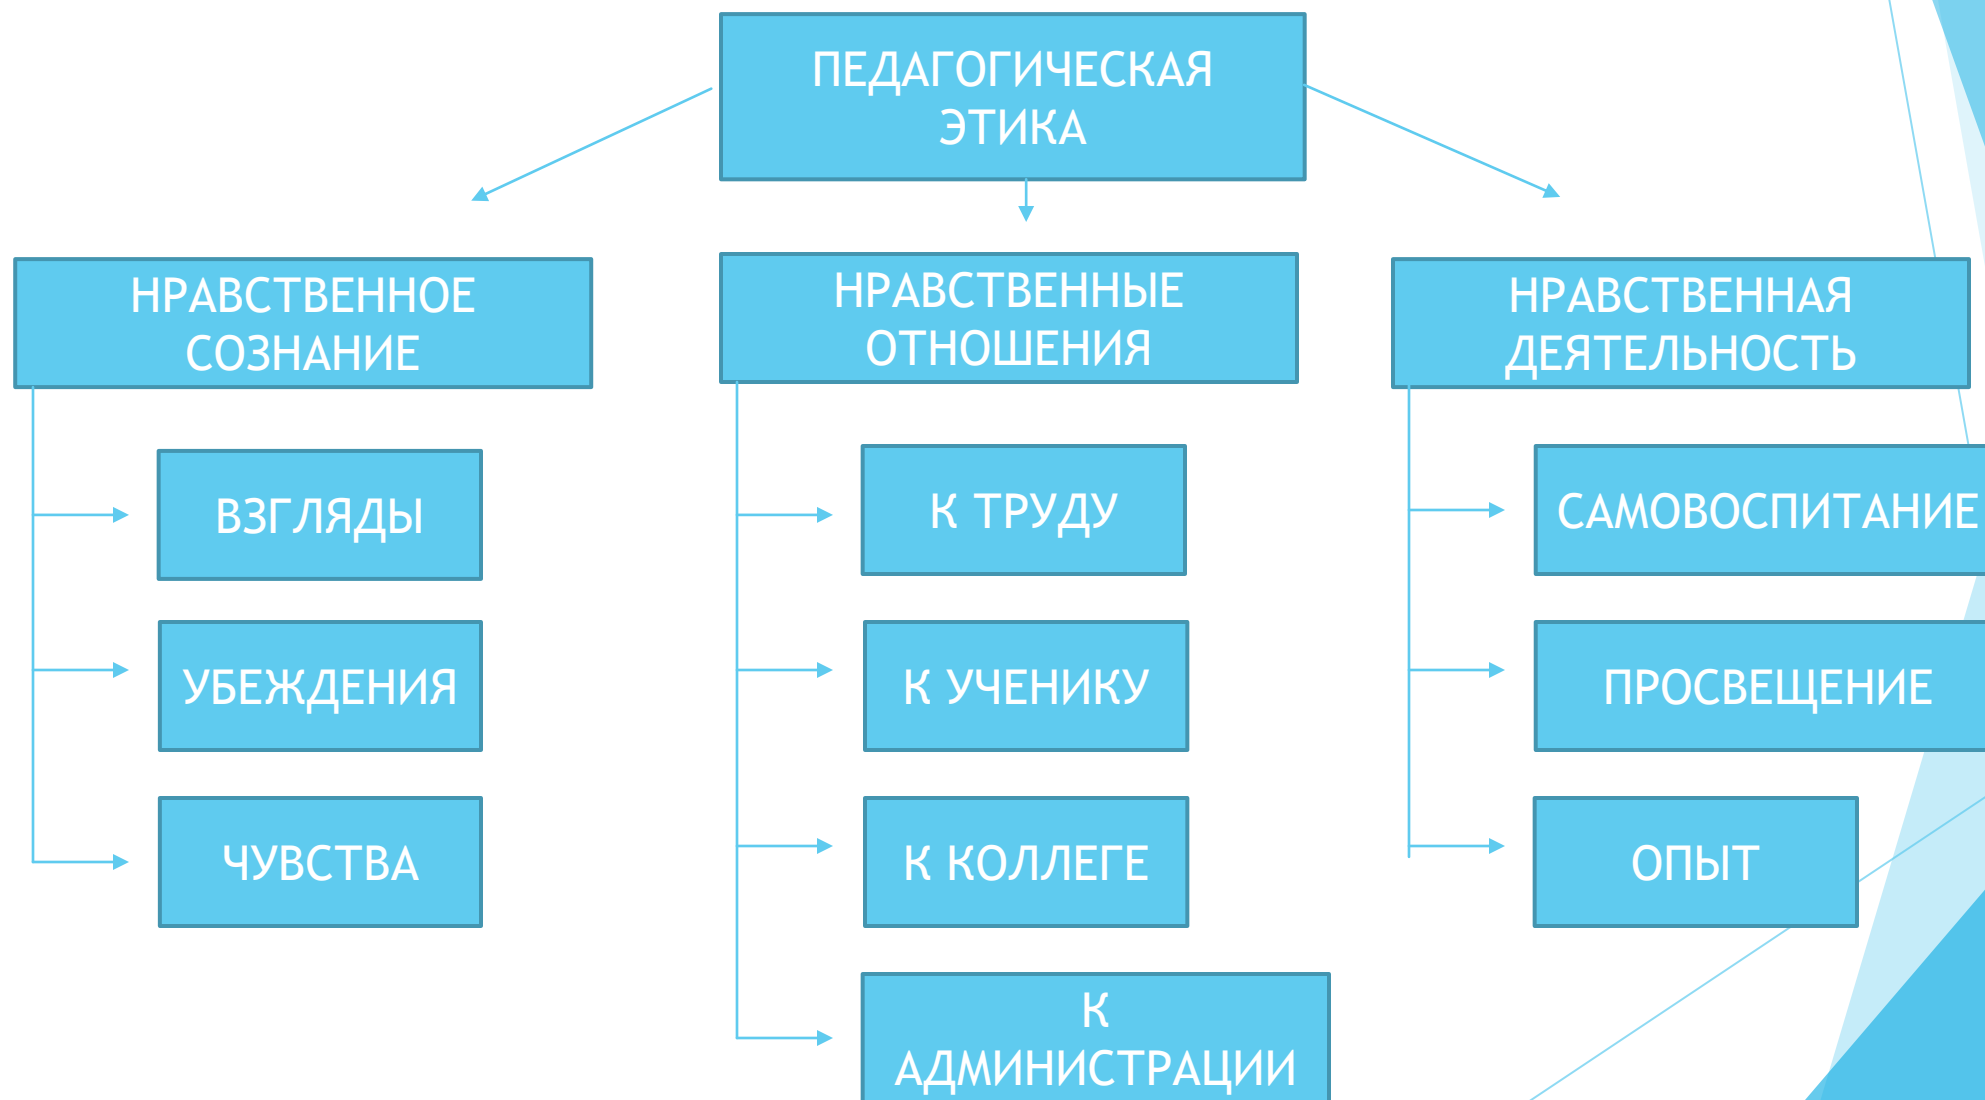 ПЕДАГОГИЧЕСКАЯ
ЭТИКА
НРАВСТВЕННОЕ
СОЗНАНИЕ
ВЗГЛЯДЫ
УБЕЖДЕНИЯ
ЧУВСТВА
НРАВСТВЕННЫЕ
ОТНОШЕНИЯ
К ТРУДУ
К УЧЕНИКУ
К КОЛЛЕГЕ
К
АДМИНИСТРАЦИИ
НРАВСТВЕННАЯ
ДЕЯТЕЛЬНОСТЬ
САМОВОСПИТАНИЕ
ПРОСВЕЩЕНИЕ
ОПЫТ